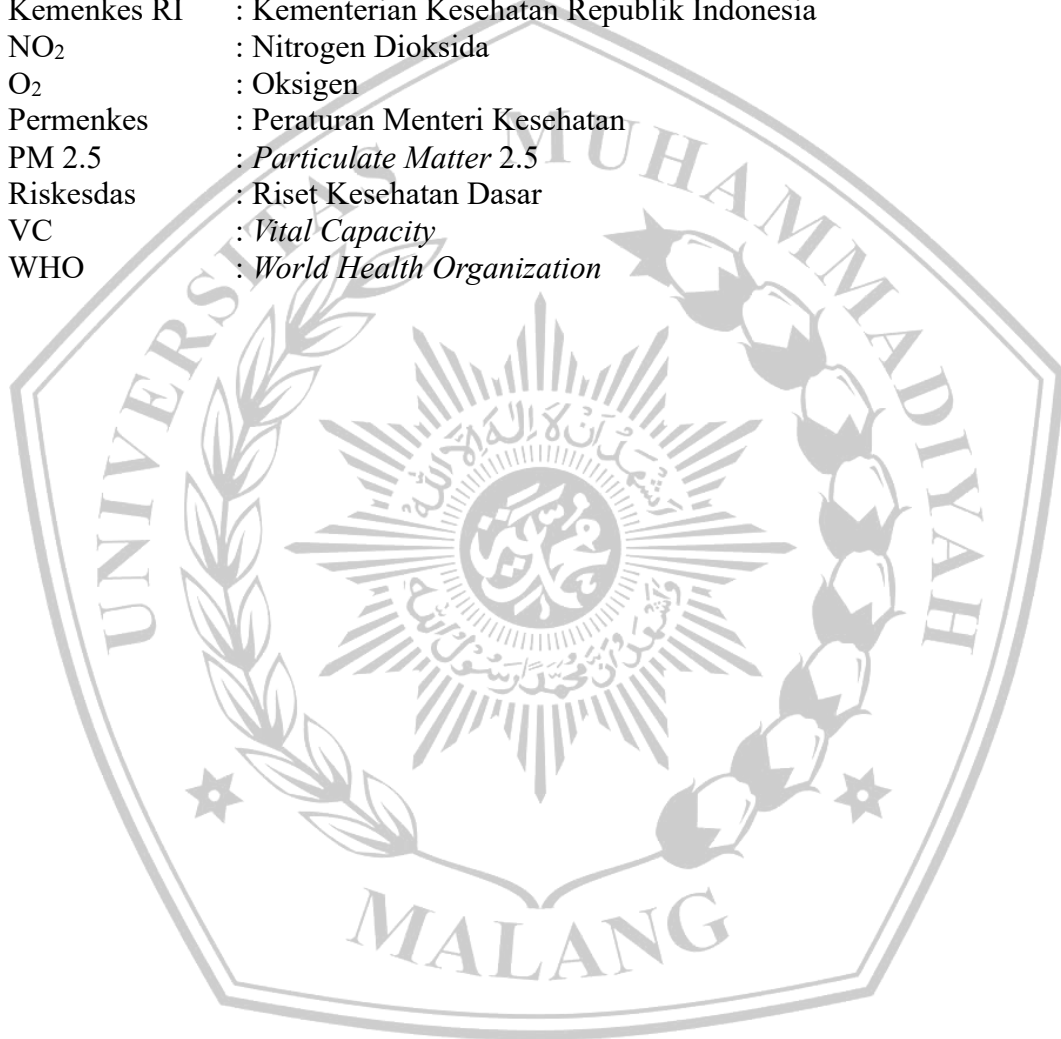 Kemenkes RI : Kementerian Kesehatan Republik Indonesia
NO₂ : Nitrogen Dioksida
O₂ : Oksigen
Permenkes : Peraturan Menteri Kesehatan
PM 2.5 : Particulate Matter 2.5
Riskesdas : Riset Kesehatan Dasar
VC : Vital Capacity
WHO : World Health Organization
UNIVERSITAS MUHAMMADIYAH
MALANG